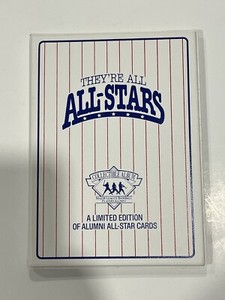 THEY'RE ALL
ALL-STARS
COLLECTIBLE ALBUM
A LIMITED EDITION
OF ALUMNI ALL-STAR CARDS